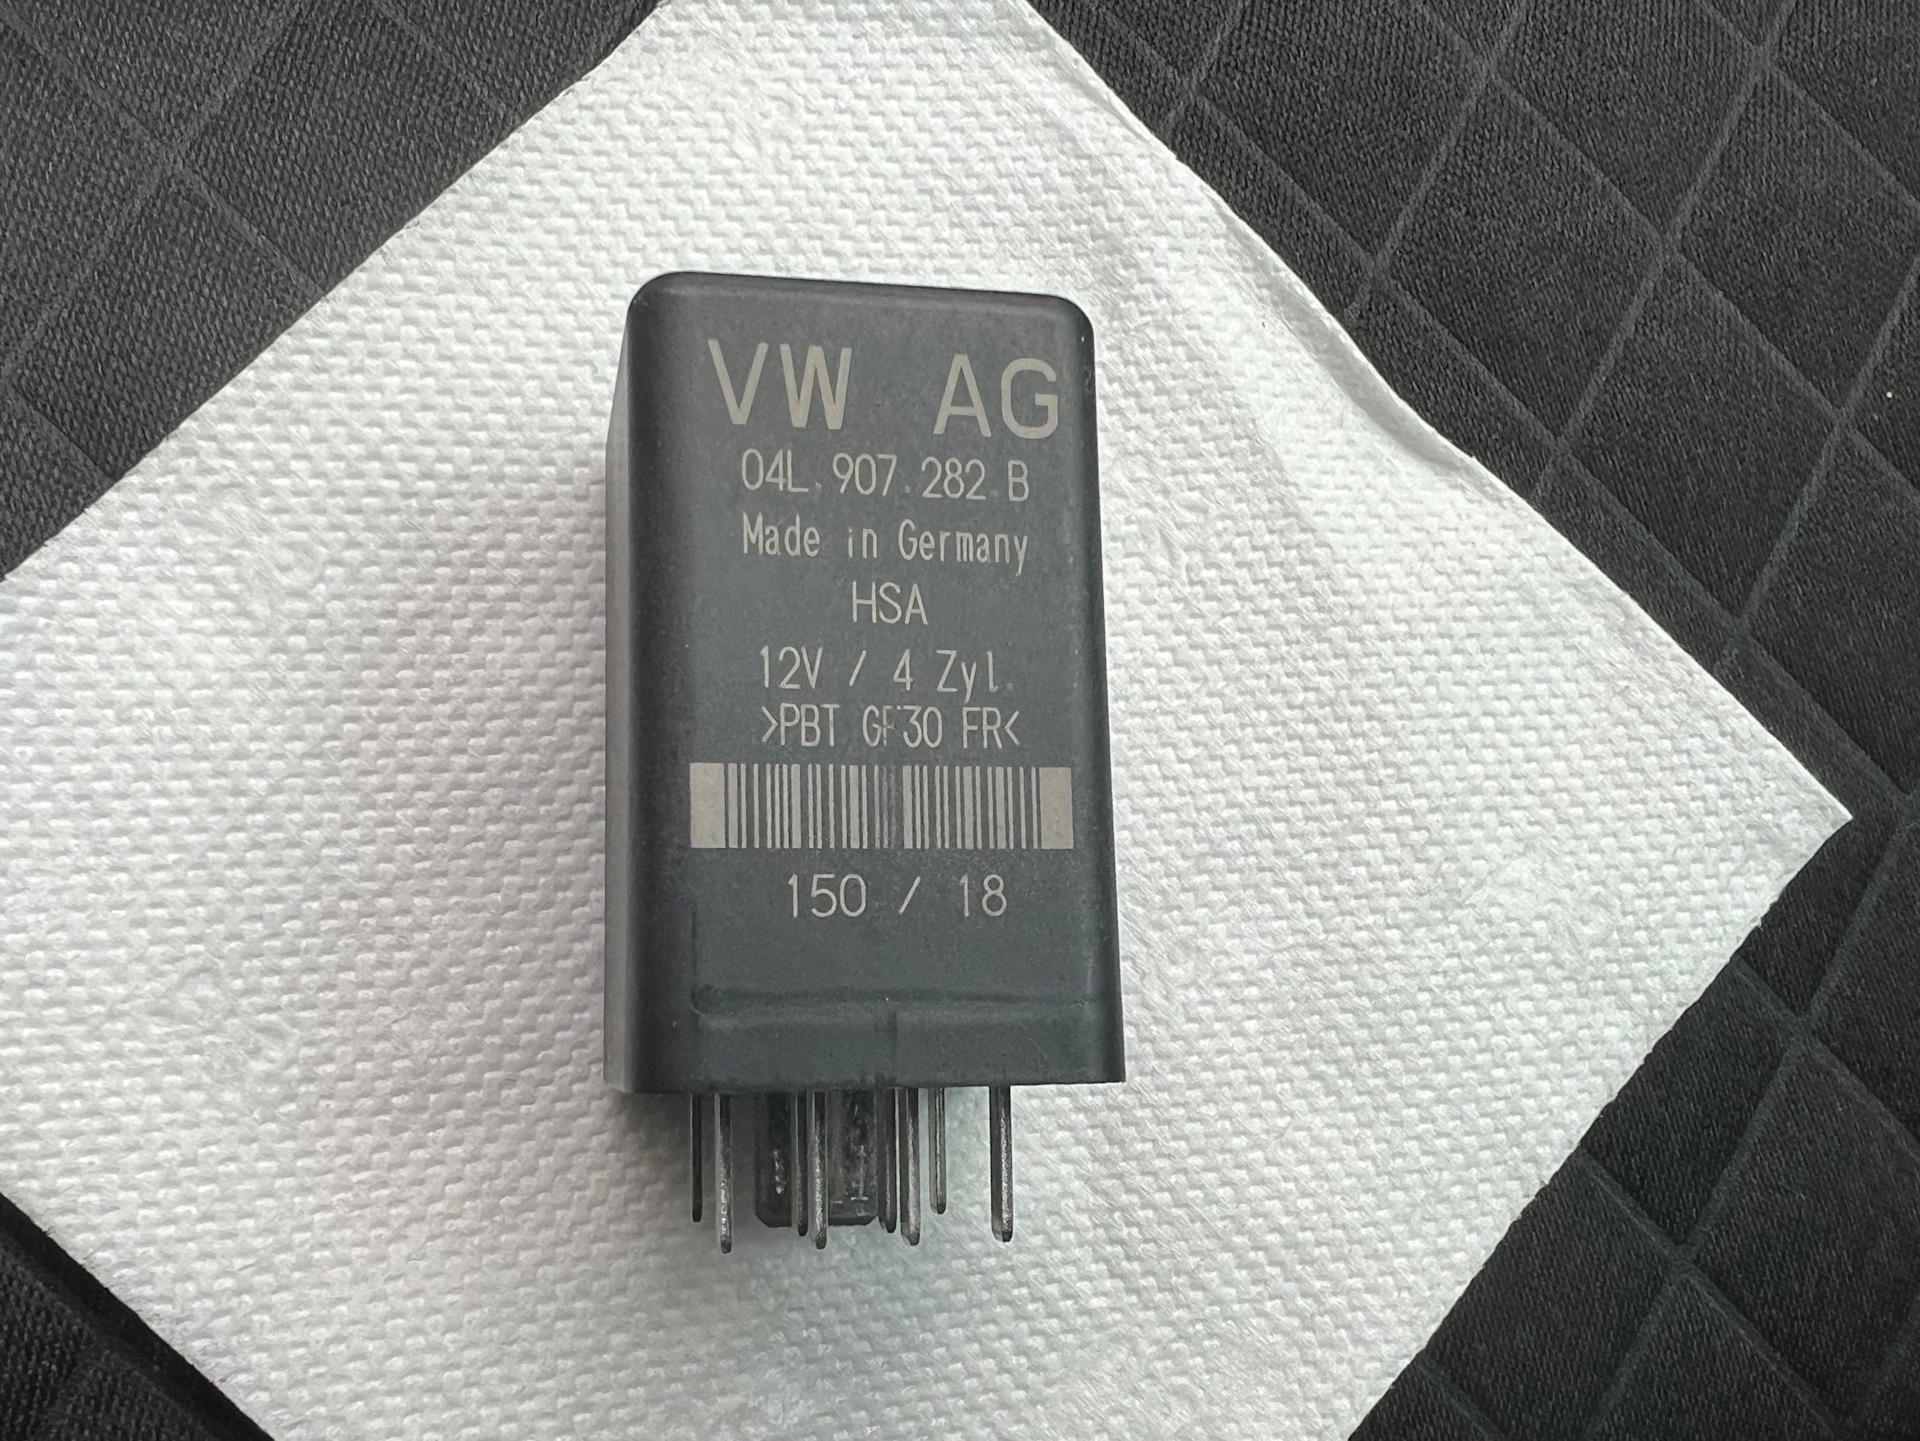 VW AG
04L.907.282.B
Made in Germany
HSA
12V / 4 Zyl.
>PBT GF30 FR<
150 / 18